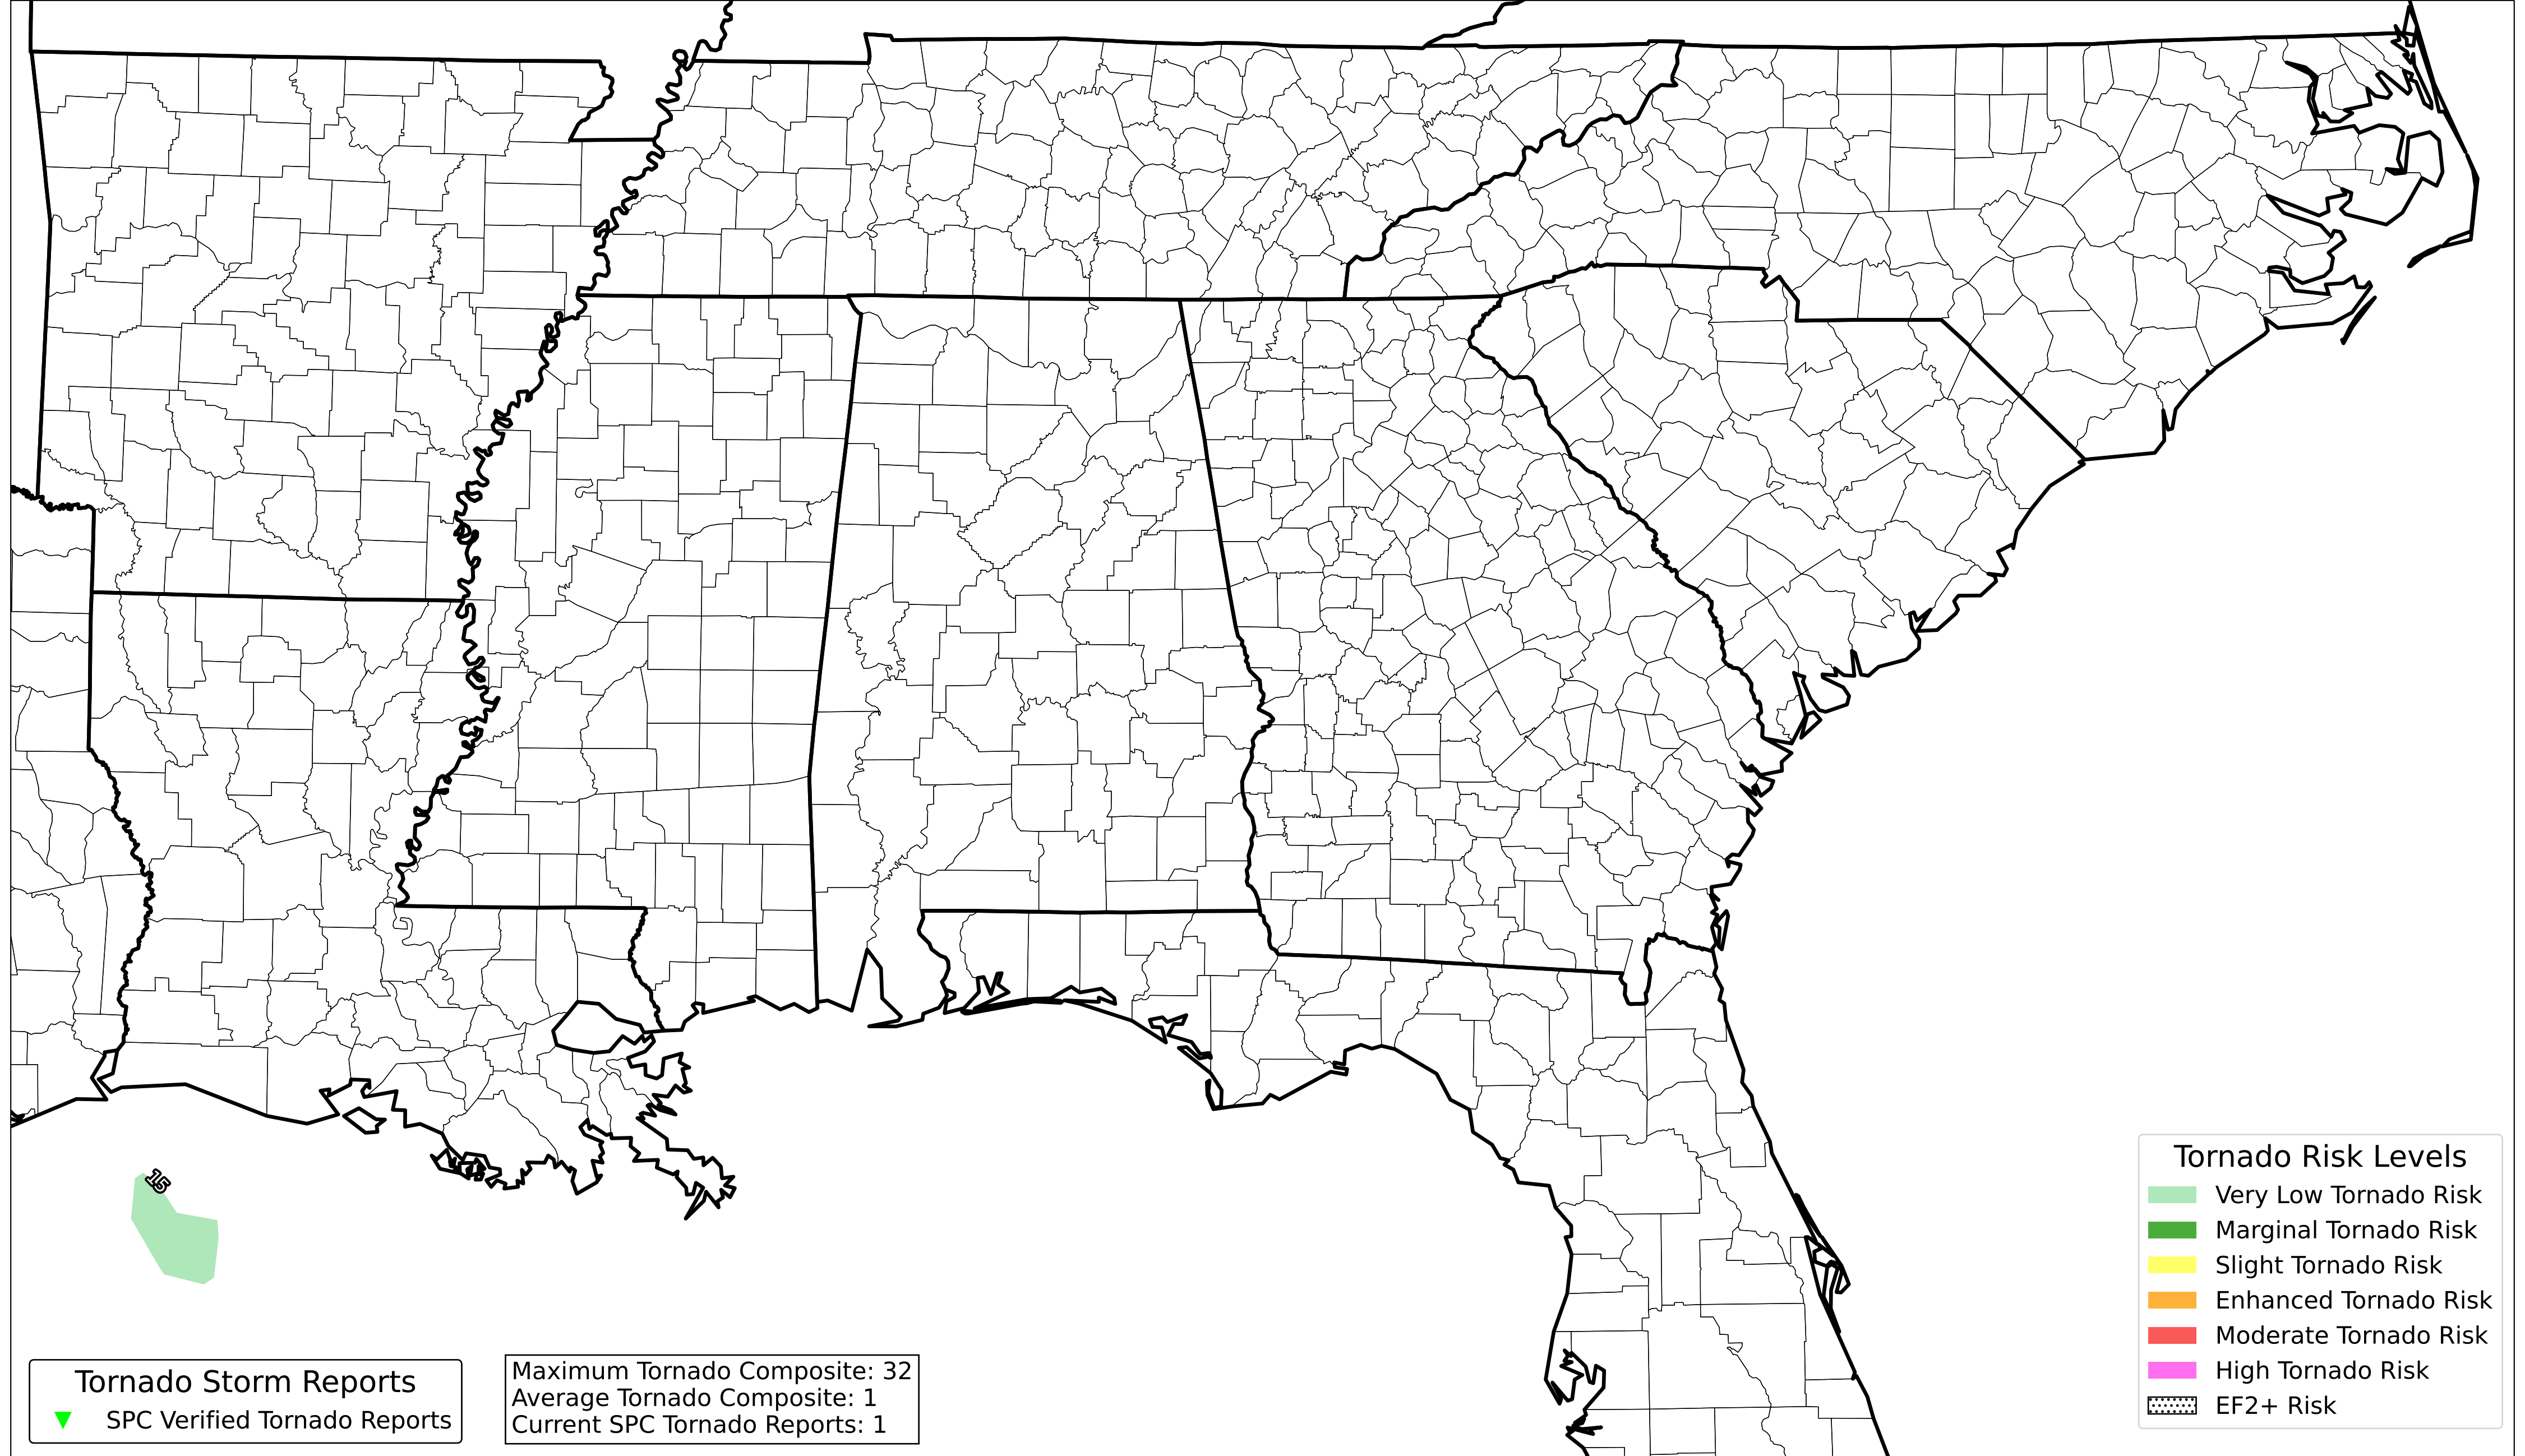 15
Tornado Risk Levels
Very Low Tornado Risk
Marginal Tornado Risk
Slight Tornado Risk
Enhanced Tornado Risk
Moderate Tornado Risk
High Tornado Risk
EF2+ Risk
Tornado Storm Reports
SPC Verified Tornado Reports
Maximum Tornado Composite: 32
Average Tornado Composite: 1
Current SPC Tornado Reports: 1